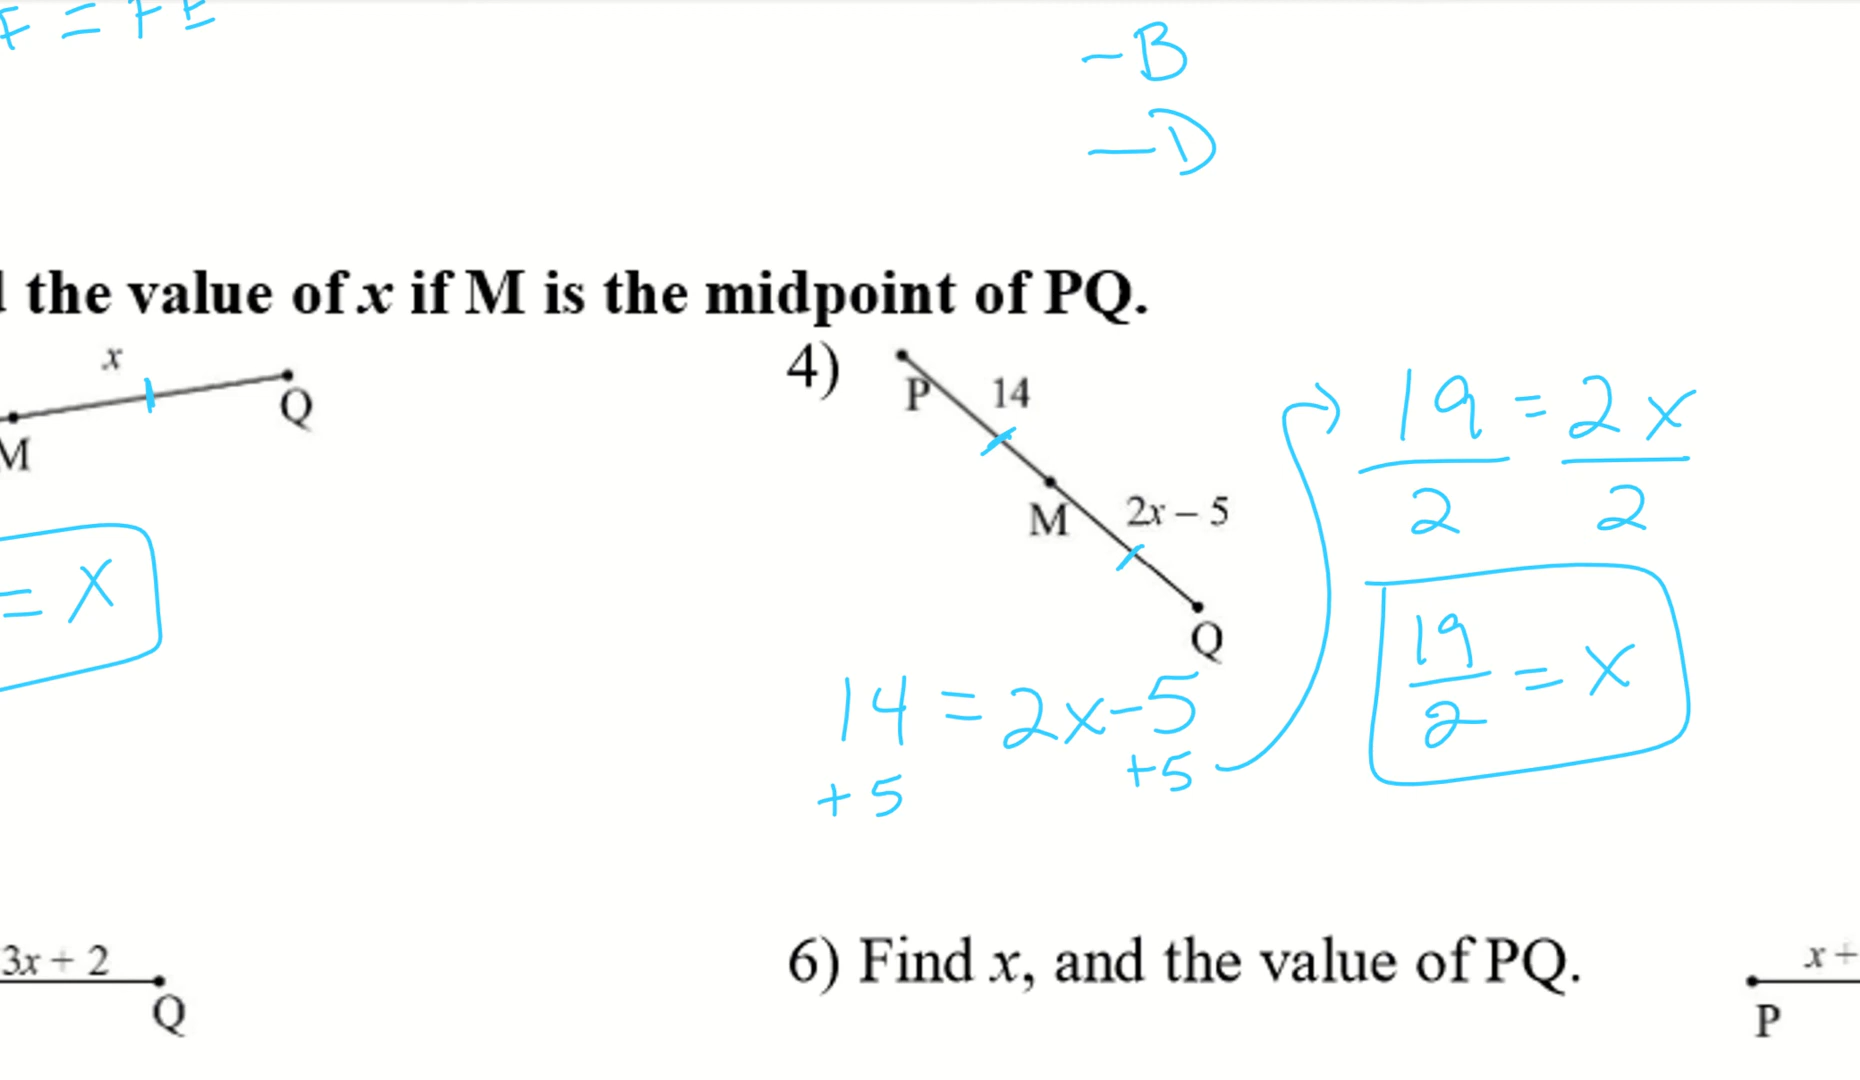 F = FE
- B
- D
the value of x if M is the midpoint of PQ.
x
Q
M
= x
4)
P
14
M
2x – 5
Q
14 = 2x - 5
+ 5 +5
19 = 2x
2 2
19
2 = x
3x + 2
Q
6) Find x, and the value of PQ.
x +
P